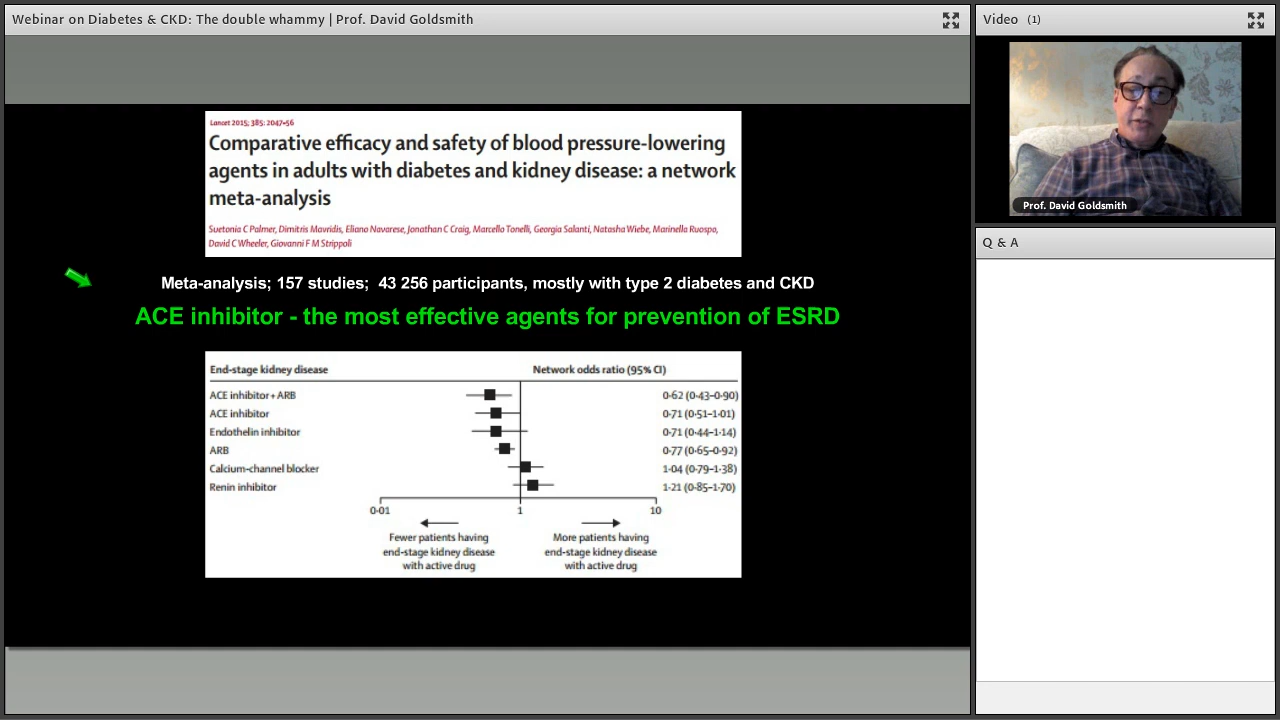 Webinar on Diabetes & CKD: The double whammy | Prof. David Goldsmith
Lancet 2015; 385: 2047–56
Comparative efficacy and safety of blood pressure-lowering
agents in adults with diabetes and kidney disease: a network
meta-analysis
Suetonia C Palmer, Dimitris Mavridis, Eliano Navarese, Jonathan C Craig, Marcello Tonelli, Georgia Salanti, Natasha Wiebe, Marinella Ruospo,
David C Wheeler, Giovanni F M Strippoli
Meta-analysis; 157 studies; 43 256 participants, mostly with type 2 diabetes and CKD
ACE inhibitor - the most effective agents for prevention of ESRD
End-stage kidney disease Network odds ratio (95% CI)
ACE inhibitor + ARB 0·62 (0·43–0·90)
ACE inhibitor 0·71 (0·51–1·01)
Endothelin inhibitor 0·71 (0·44–1·14)
ARB 0·77 (0·65–0·92)
Calcium-channel blocker 1·04 (0·79–1·38)
Renin inhibitor 1·21 (0·85–1·70)
0·01 1 10
Fewer patients having
end-stage kidney disease
with active drug
More patients having
end-stage kidney disease
with active drug
Video (1)
Prof. David Goldsmith
Q & A